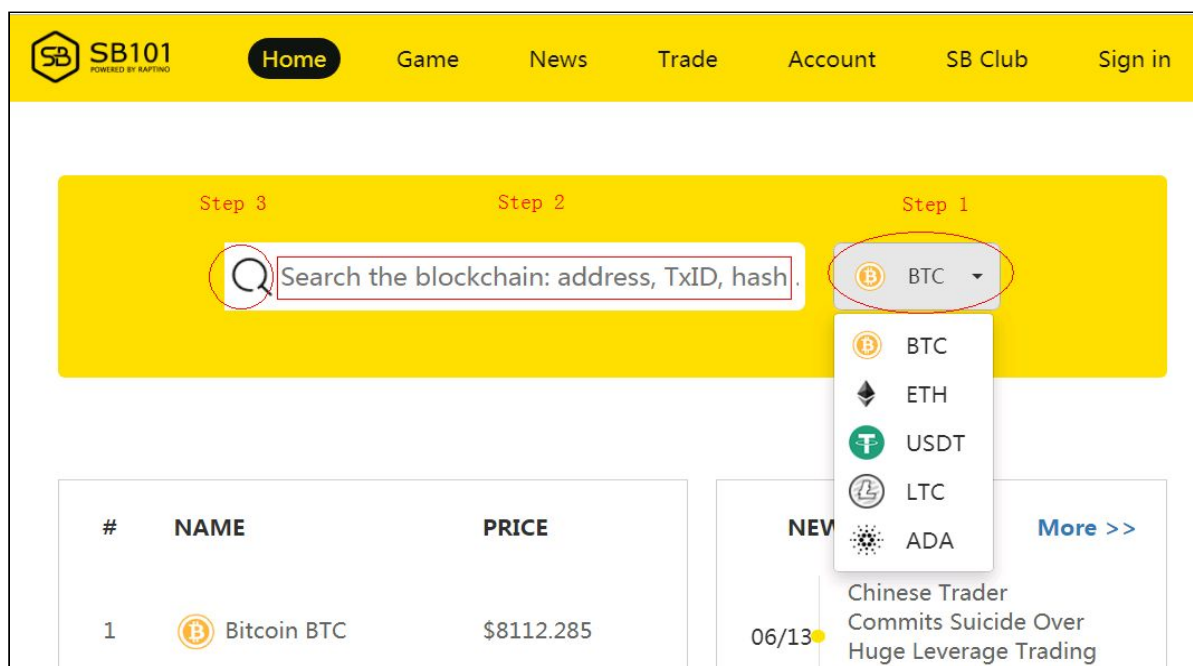 SB SB101
POWERED BY RAPTINO
Home Game News Trade Account SB Club Sign in
Step 3 Step 2 Step 1
Search the blockchain: address, TxID, hash . BTC
BTC
ETH
USDT
LTC
ADA
# NAME PRICE
1 Bitcoin BTC $8112.285
NEW More >>
06/13 Chinese Trader
Commits Suicide Over
Huge Leverage Trading